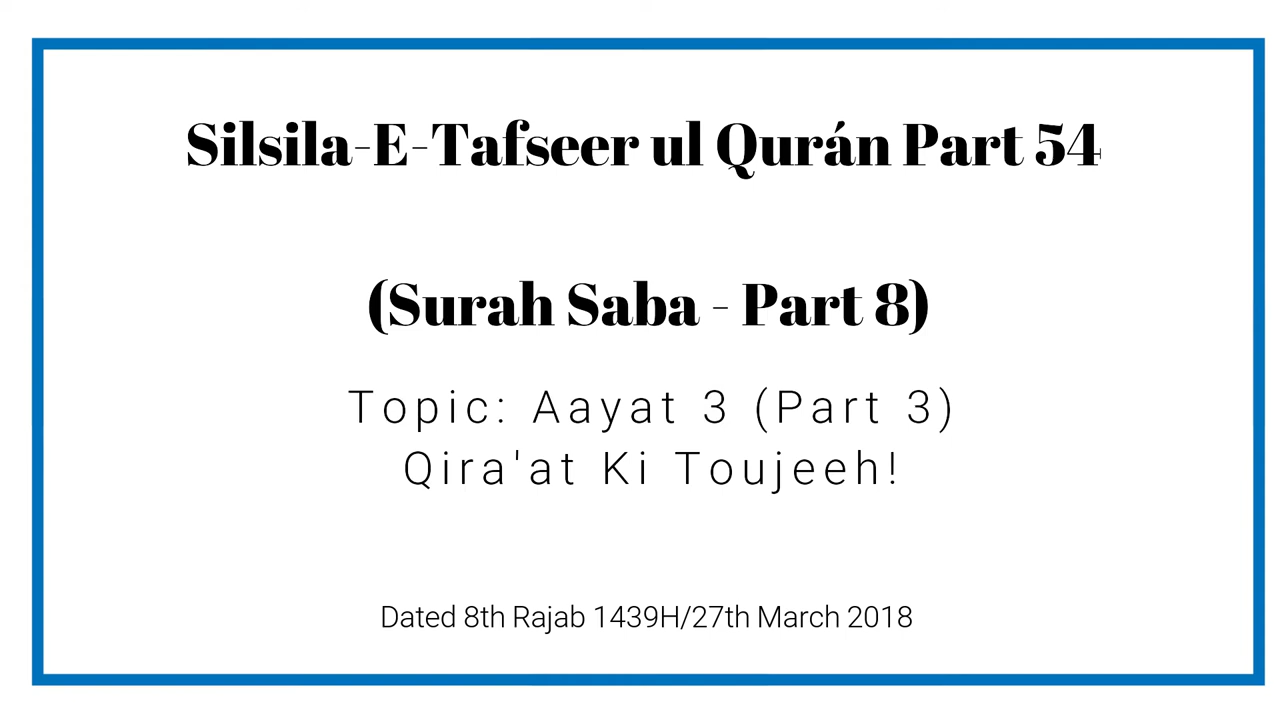 Silsila-E-Tafseer ul Qurán Part 54
(Surah Saba - Part 8)
Topic: Aayat 3 (Part 3)
Qira'at Ki Toujeeh!
Dated 8th Rajab 1439H/27th March 2018